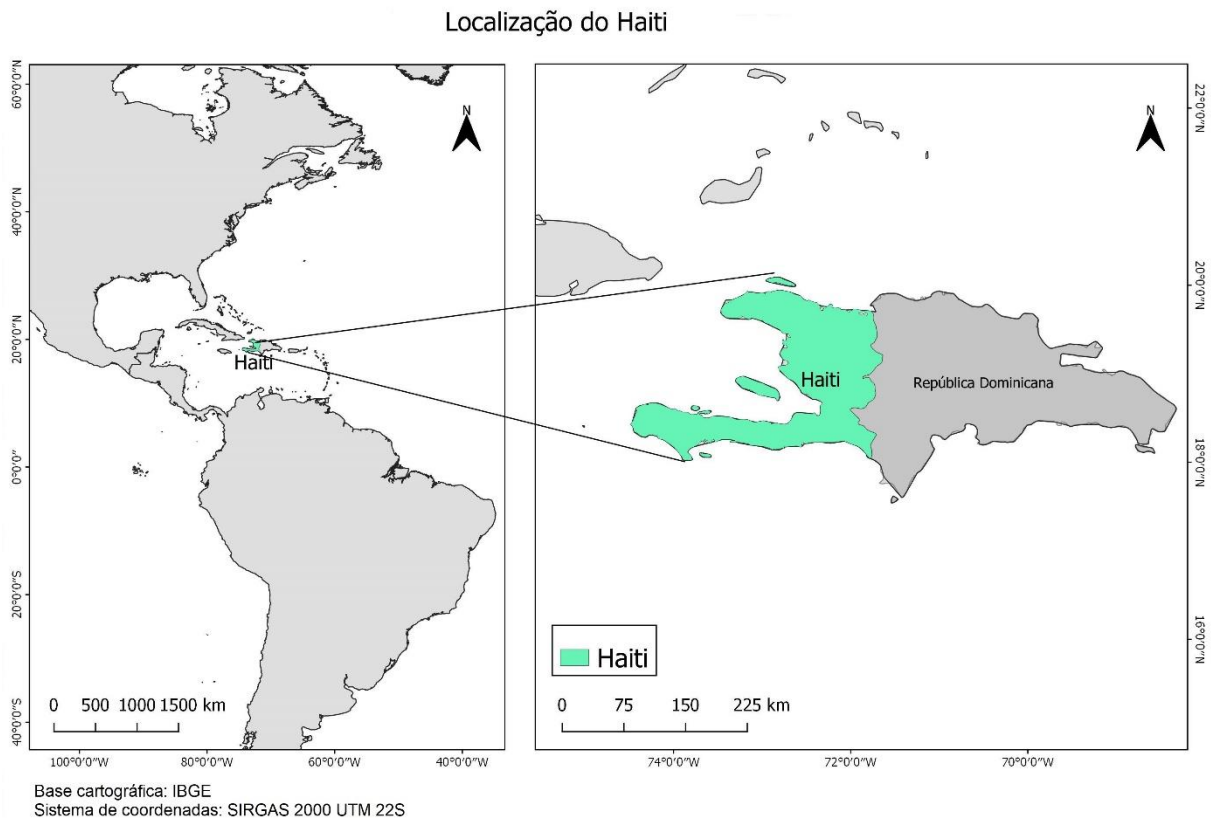 Localização do Haiti
N
60°0'0"N
40°0'0"N
20°0'0"N
0°0'0"N
20°0'0"S
40°0'0"S
Haiti
0 500 1000 1500 km
100°0'0"W 80°0'0"W 60°0'0"W 40°0'0"W
N
22°0'0"N
20°0'0"N
18°0'0"N
16°0'0"N
Haiti
República Dominicana
Haiti
0 75 150 225 km
74°0'0"W 72°0'0"W 70°0'0"W
Base cartográfica: IBGE
Sistema de coordenadas: SIRGAS 2000 UTM 22S